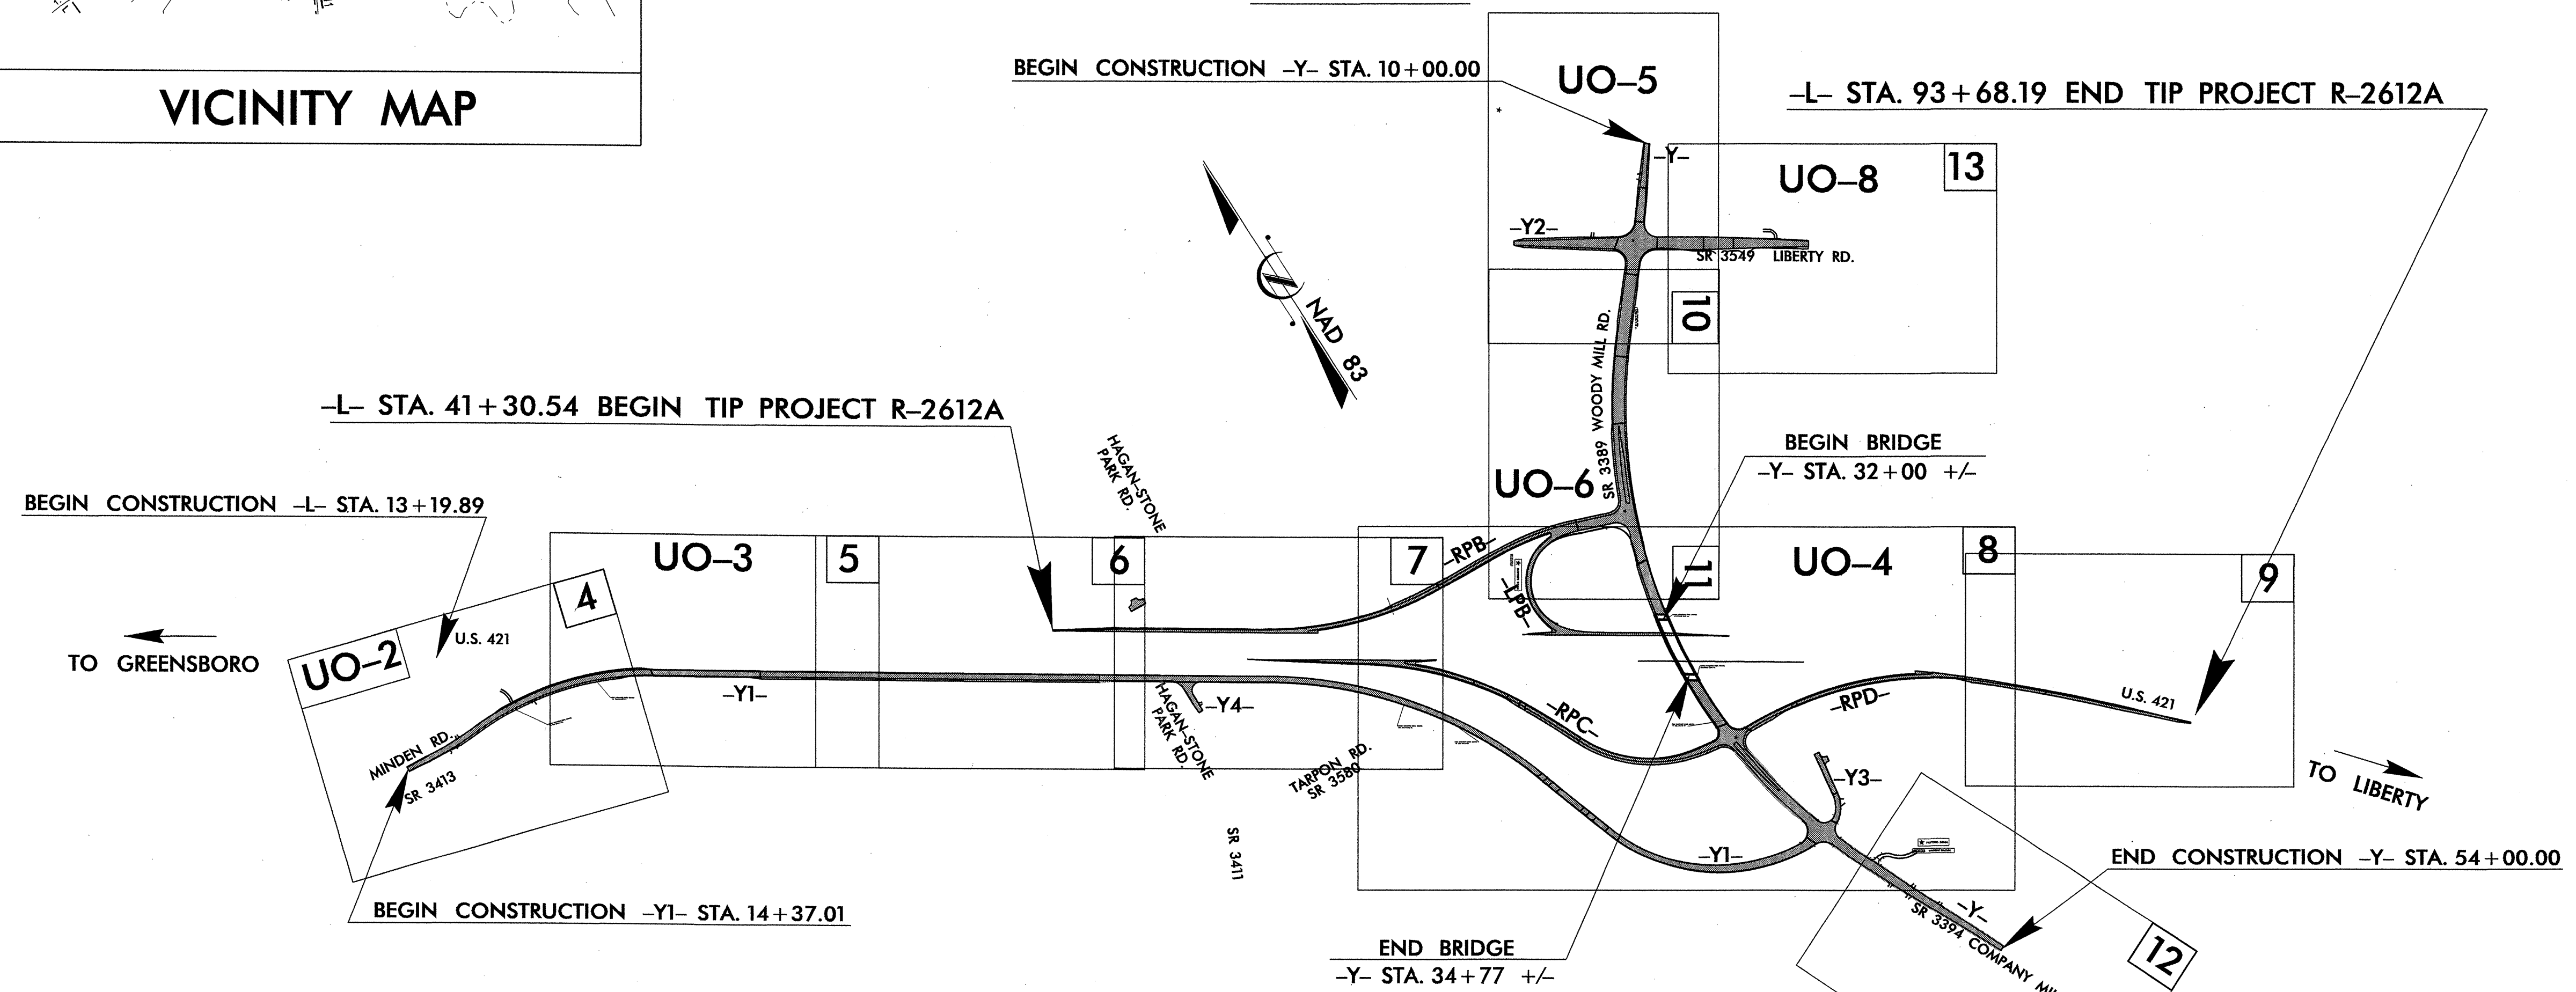 VICINITY MAP
BEGIN CONSTRUCTION –Y– STA. 10+00.00
UO–5
–L– STA. 93+68.19 END TIP PROJECT R–2612A
–Y–
UO–8
13
–Y2–
SR 3549 LIBERTY RD.
NAD 83
10
SR 3389 WOODY MILL RD.
–L– STA. 41+30.54 BEGIN TIP PROJECT R–2612A
HAGAN–STONE
PARK RD.
BEGIN BRIDGE
–Y– STA. 32+00 +/–
UO–6
BEGIN CONSTRUCTION –L– STA. 13+19.89
UO–3
5
6
7
–RPB–
11
UO–4
8
9
4
–LPB–
U.S. 421
TO GREENSBORO
UO–2
–Y1–
HAGAN–STONE
PARK RD.
–Y4–
–RPC–
–RPD–
U.S. 421
MINDEN RD.
SR 3413
TARPON RD.
SR 3580
–Y3–
TO LIBERTY
SR 3411
–Y1–
END CONSTRUCTION –Y– STA. 54+00.00
BEGIN CONSTRUCTION –Y1– STA. 14+37.01
–Y–
SR 3394 COMPANY
12
END BRIDGE
–Y– STA. 34+77 +/–